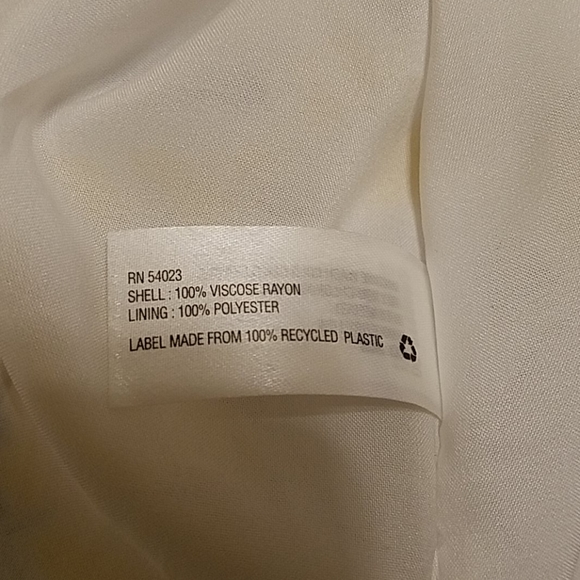 RN 54023
SHELL : 100% VISCOSE RAYON
LINING : 100% POLYESTER
LABEL MADE FROM 100% RECYCLED PLASTIC